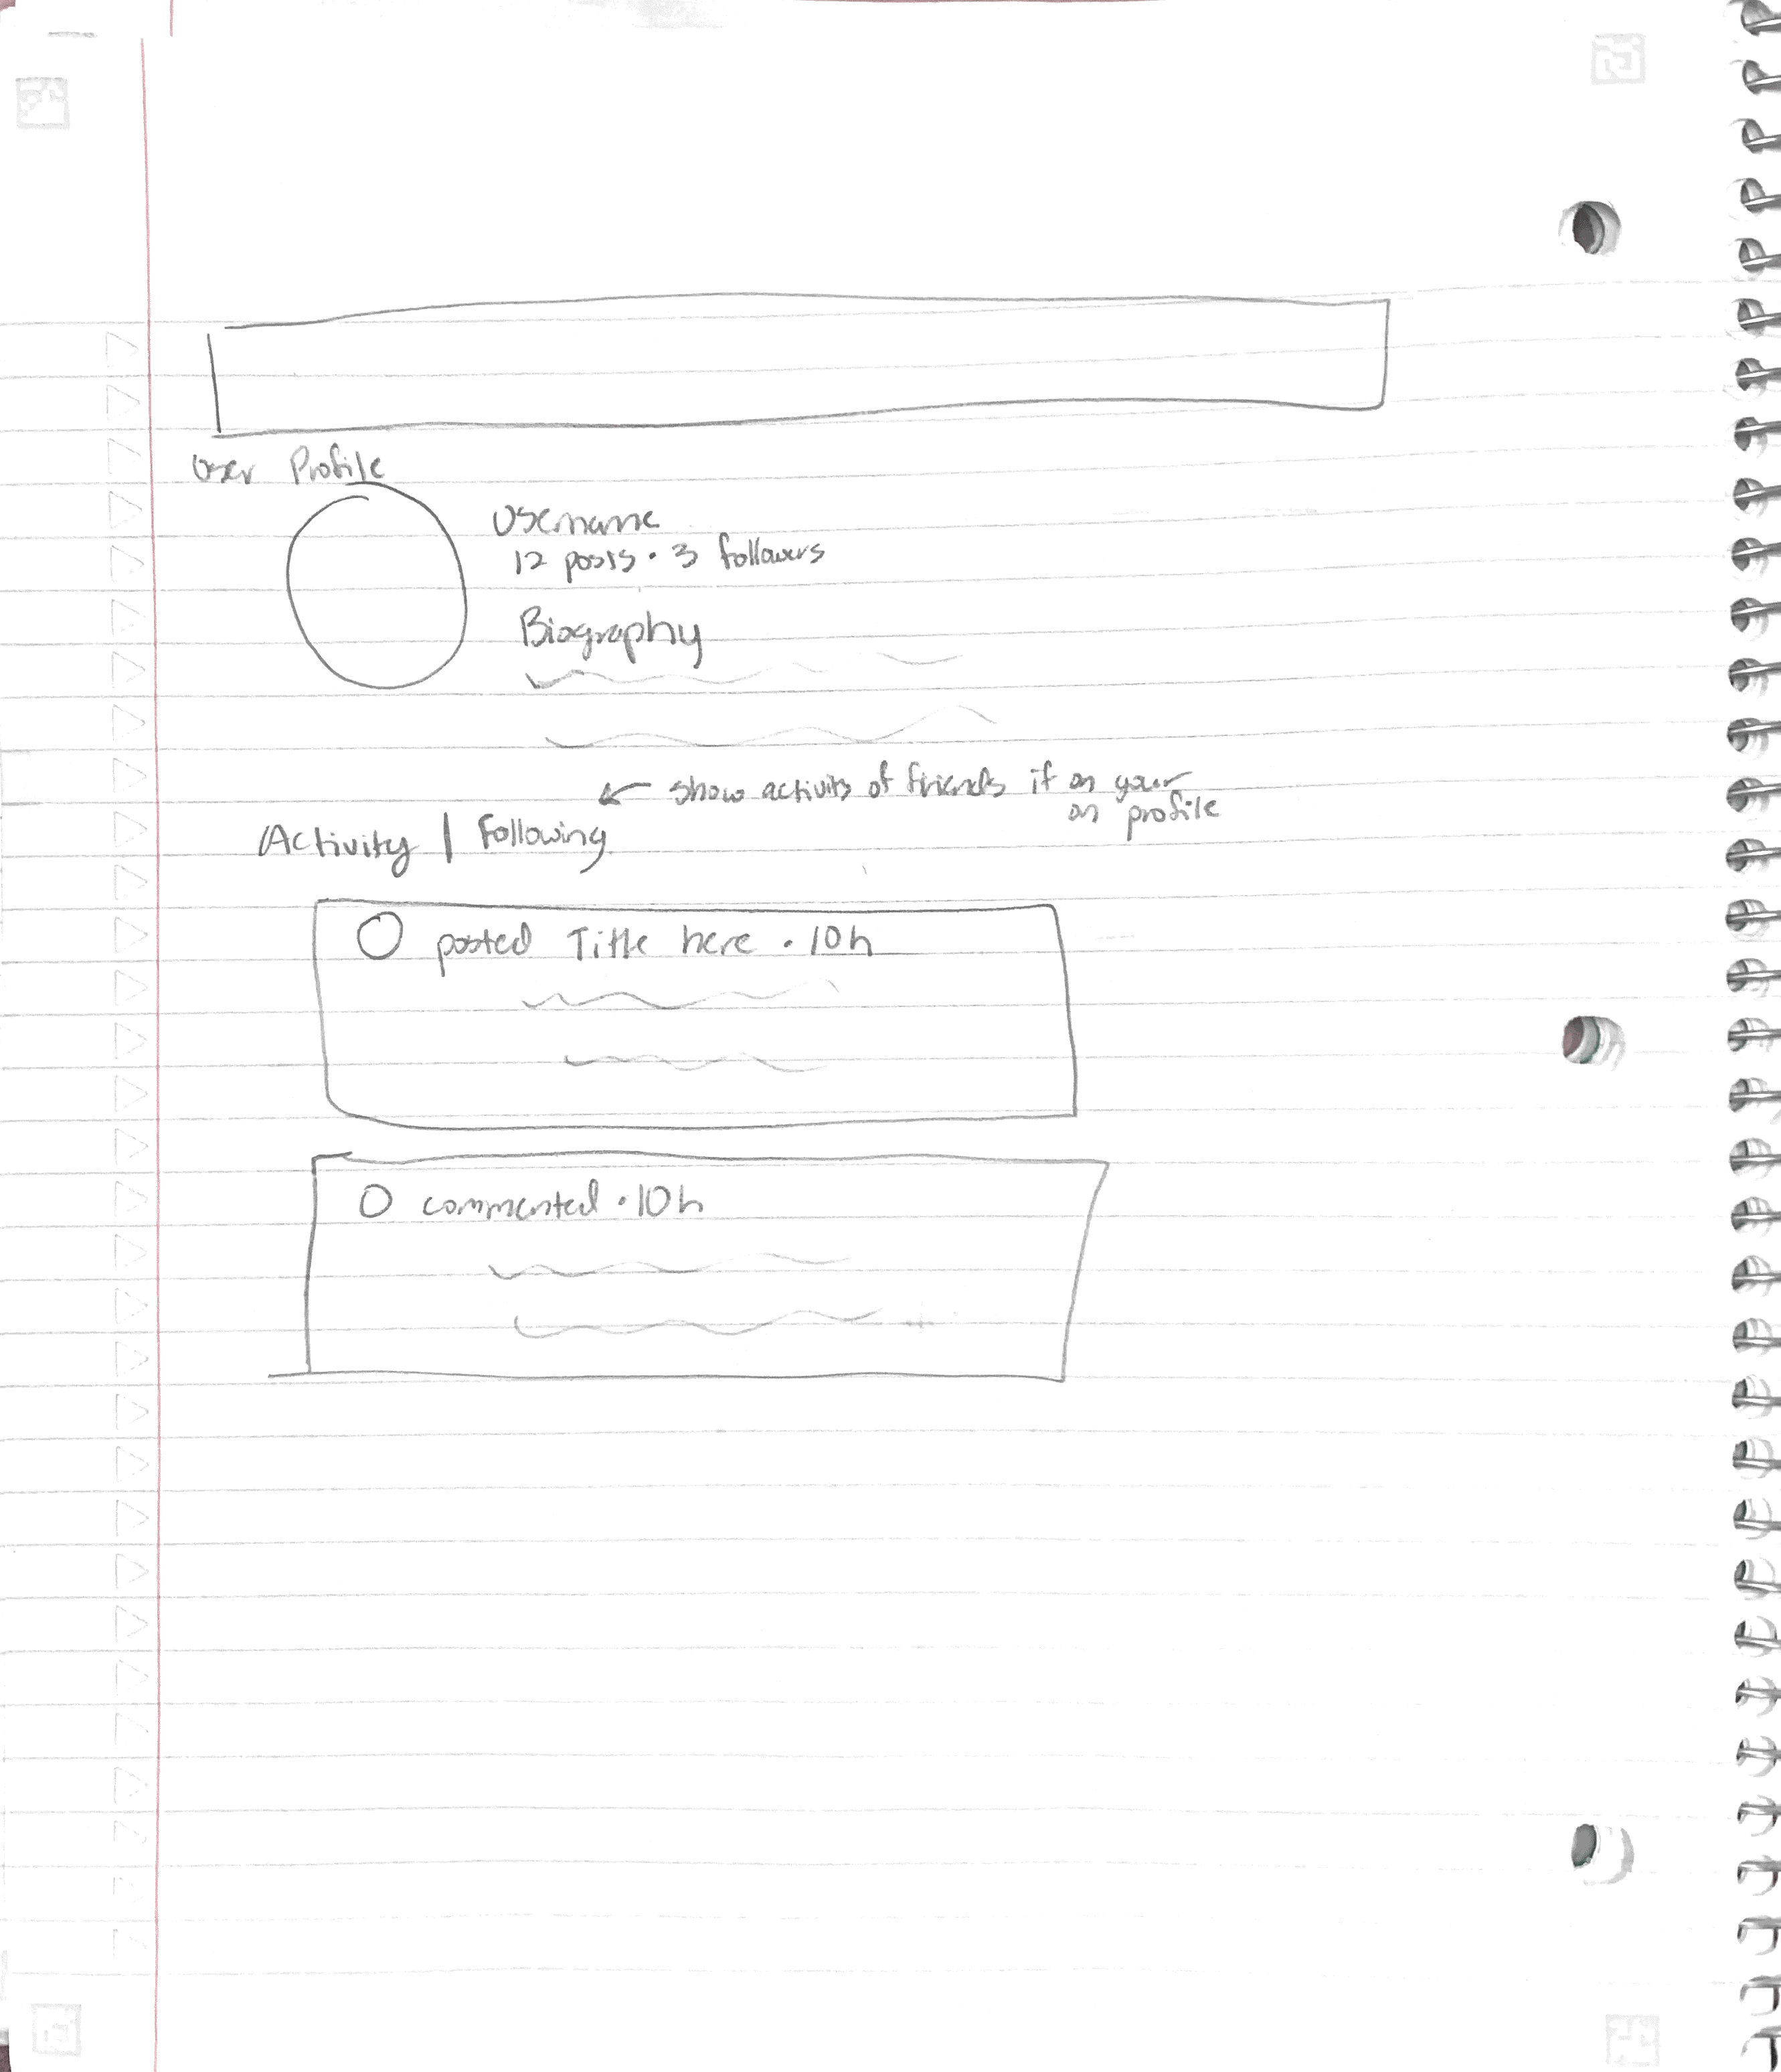 User Profile
Username
12 posts · 3 followers
Biography
← show activity of friends if on your
on profile
Activity | Following
posted Title here · 10h
commented · 10h